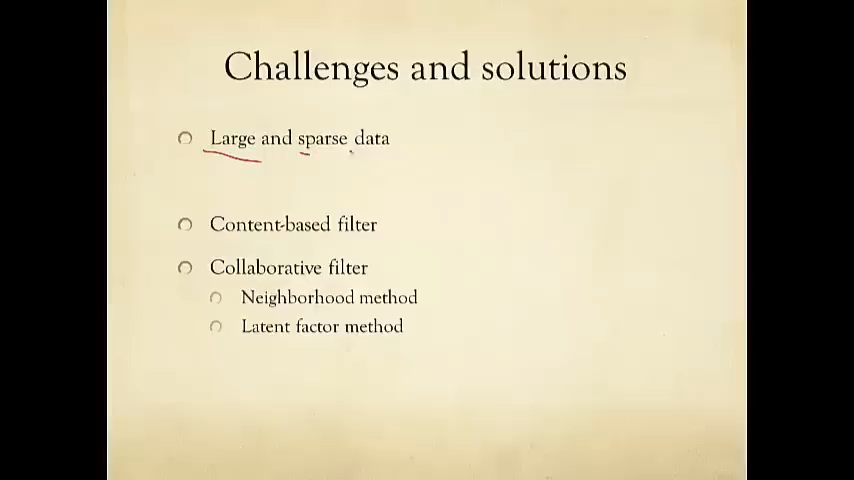 Challenges and solutions
Large and sparse data
Content-based filter
Collaborative filter
Neighborhood method
Latent factor method